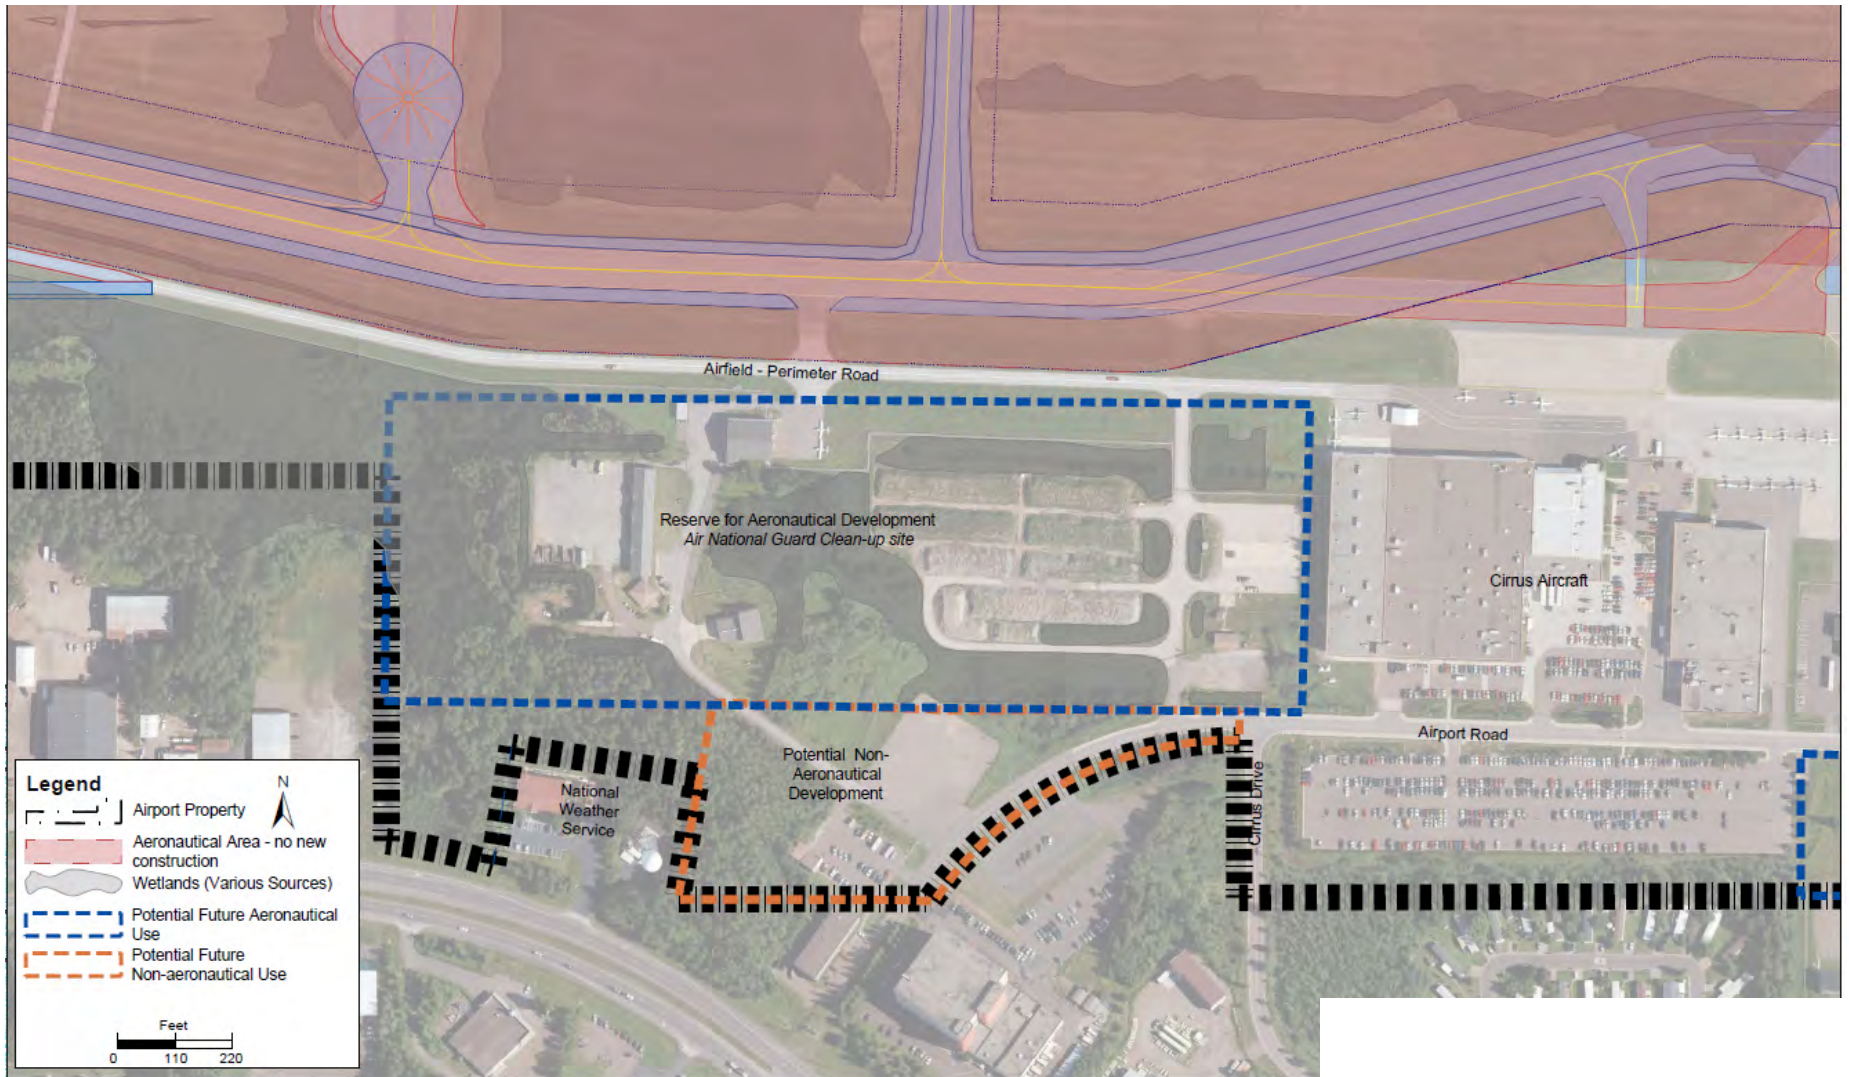 Airfield - Perimeter Road
Reserve for Aeronautical Development
Air National Guard Clean-up site
Cirrus Aircraft
Airport Road
Potential Non-
Aeronautical
Development
National
Weather
Service
Cirrus Drive
Legend
N
Airport Property
Aeronautical Area - no new
construction
Wetlands (Various Sources)
Potential Future Aeronautical
Use
Potential Future
Non-aeronautical Use
Feet
0 110 220